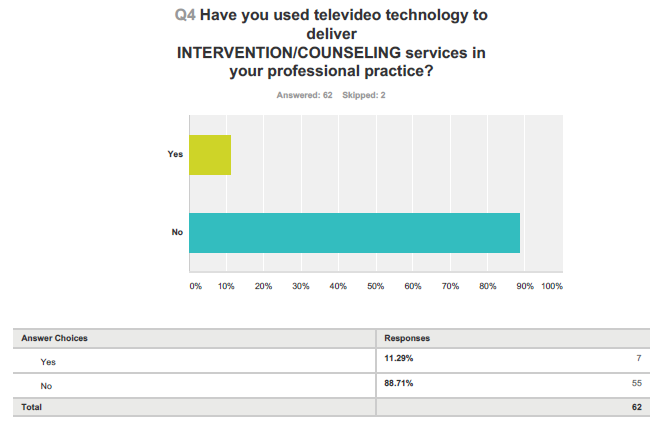 Q4 Have you used televideo technology to
deliver
INTERVENTION/COUNSELING services in
your professional practice?
Answered: 62 Skipped: 2
Yes
No
0% 10% 20% 30% 40% 50% 60% 70% 80% 90% 100%
Answer Choices Responses
Yes 11.29% 7
No 88.71% 55
Total 62